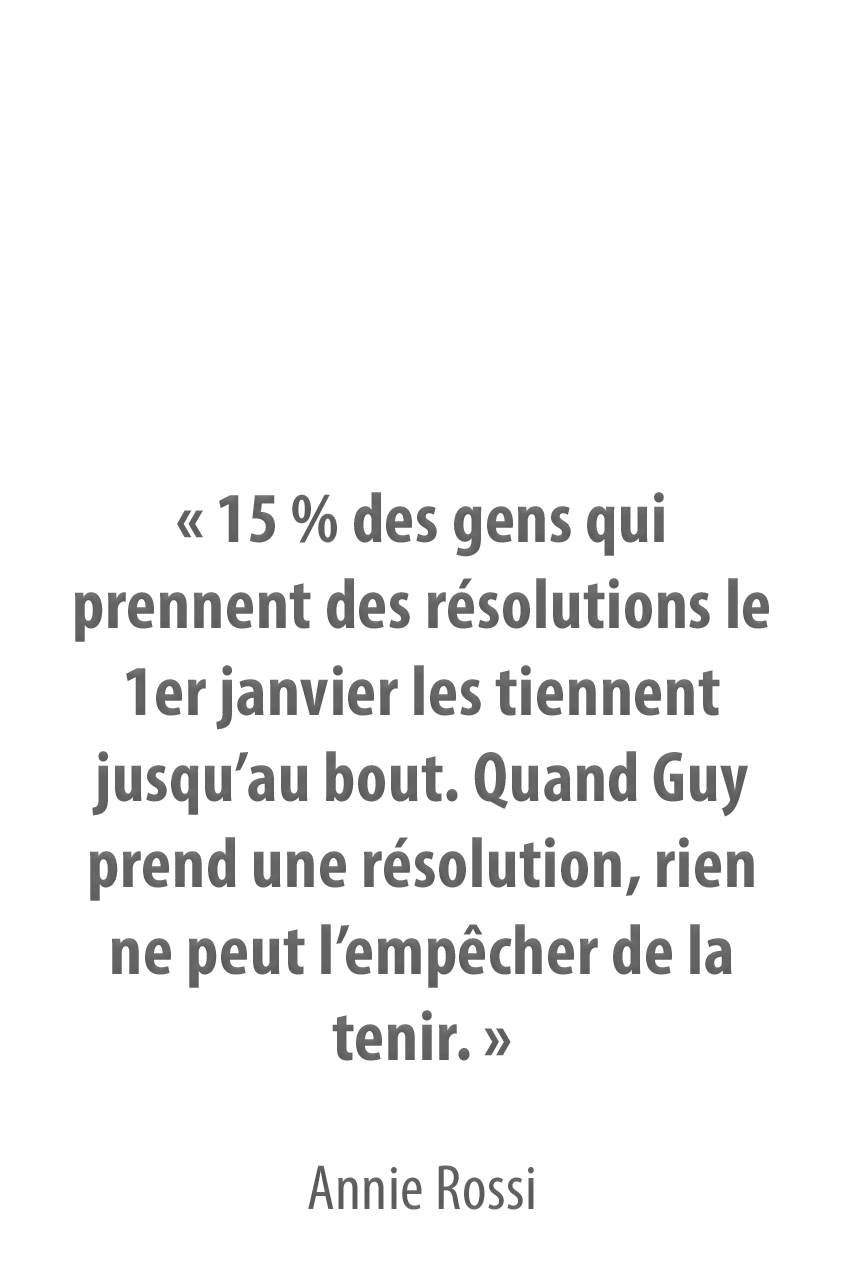 « 15 % des gens qui
prennent des résolutions le
1er janvier les tiennent
jusqu’au bout. Quand Guy
prend une résolution, rien
ne peut l’empêcher de la
tenir. »
Annie Rossi